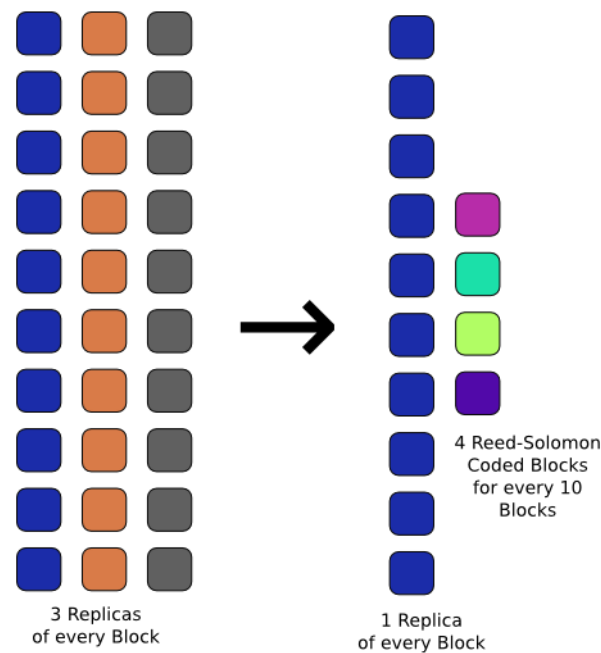 4 Reed-Solomon
Coded Blocks
for every 10
Blocks
3 Replicas
of every Block
1 Replica
of every Block